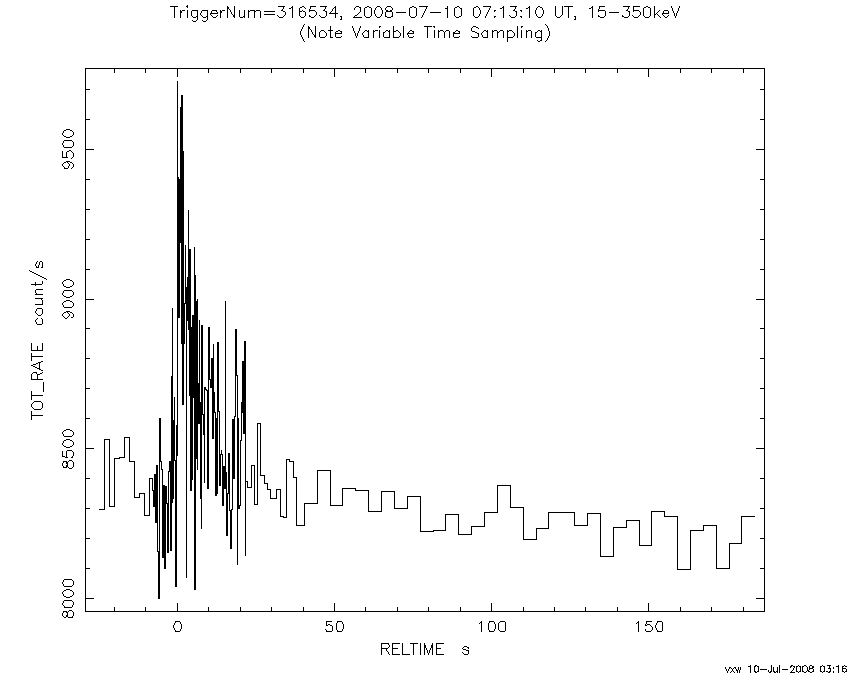 TriggerNum=316534, 2008-07-10 07:13:10 UT, 15-350keV
(Note Variable Time Sampling)
TOT_RATE count/s
9500
9000
8500
8000
0 50 100 150
RELTIME s
vxw 10-Jul-2008 03:16